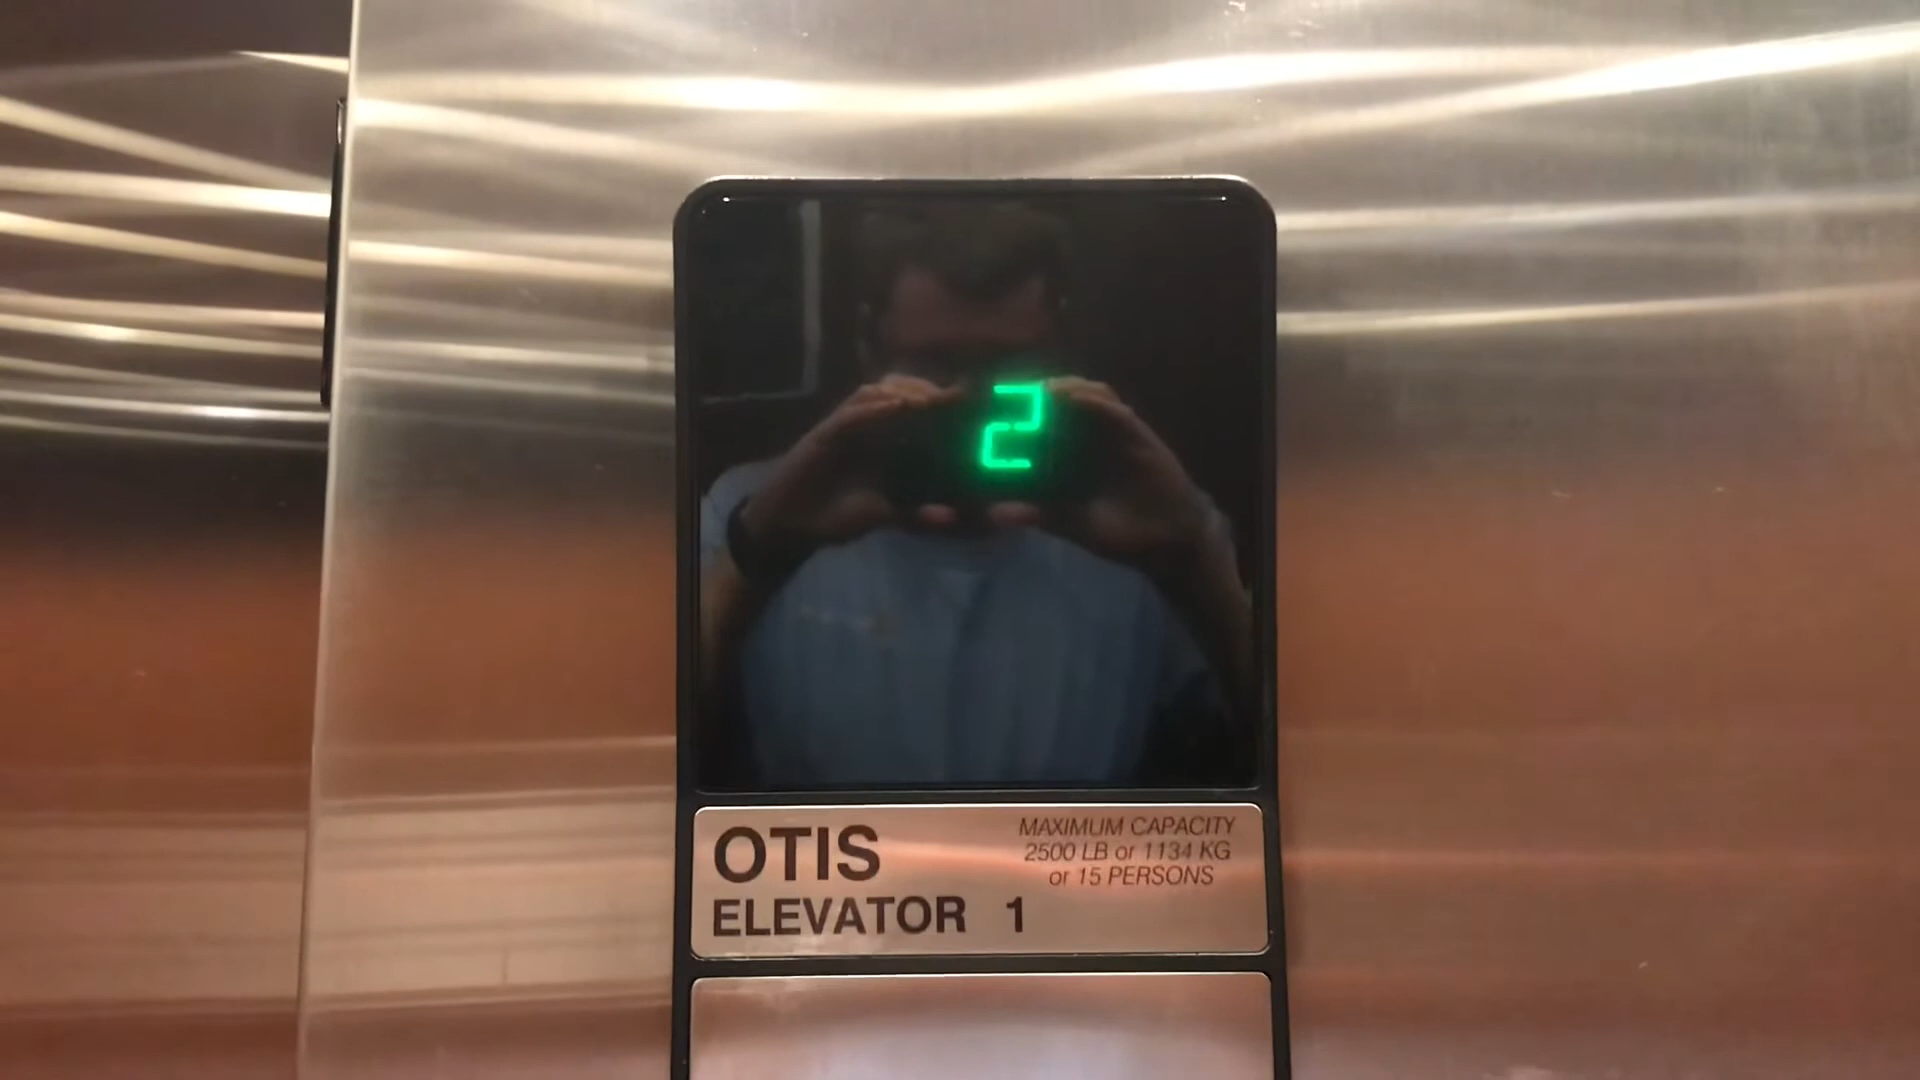 2
OTIS
ELEVATOR 1
MAXIMUM CAPACITY
2500 LB or 1134 KG
or 15 PERSONS